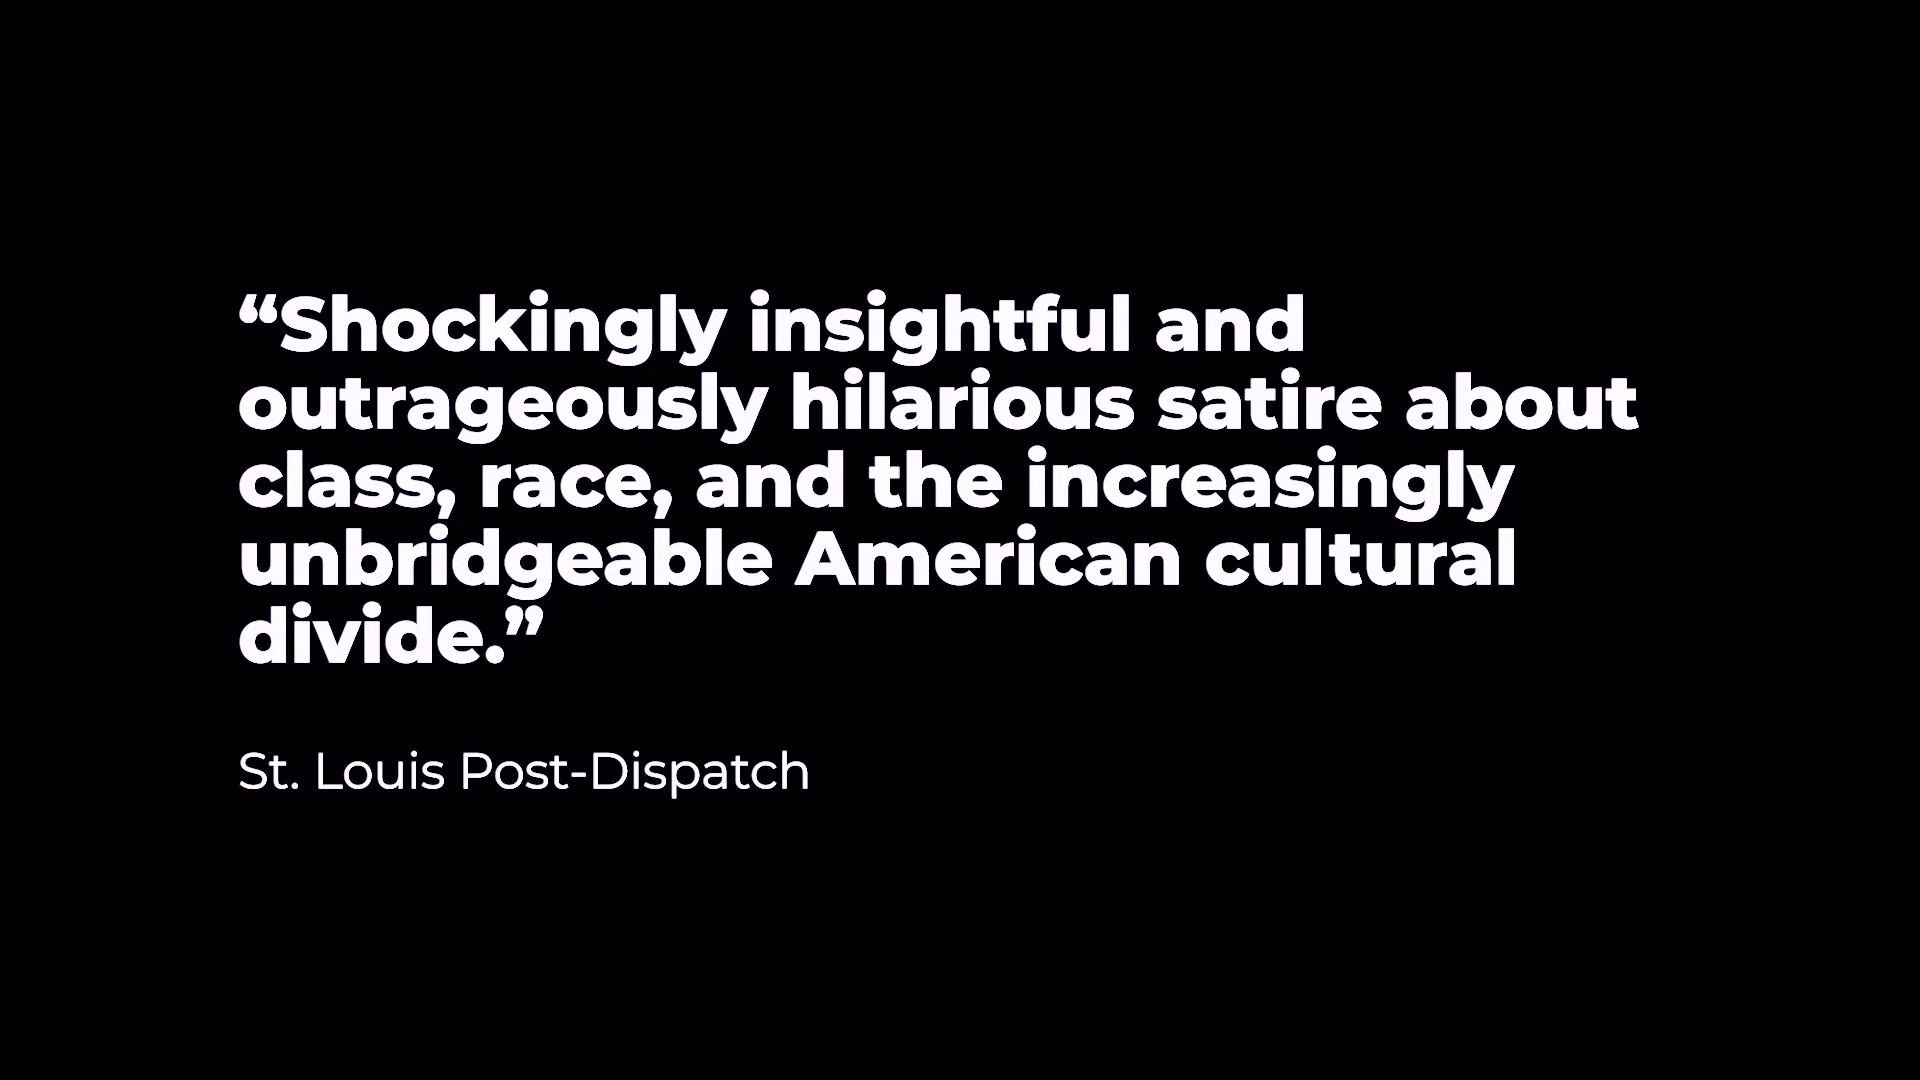 “Shockingly insightful and
outrageously hilarious satire about
class, race, and the increasingly
unbridgeable American cultural
divide.”
St. Louis Post-Dispatch